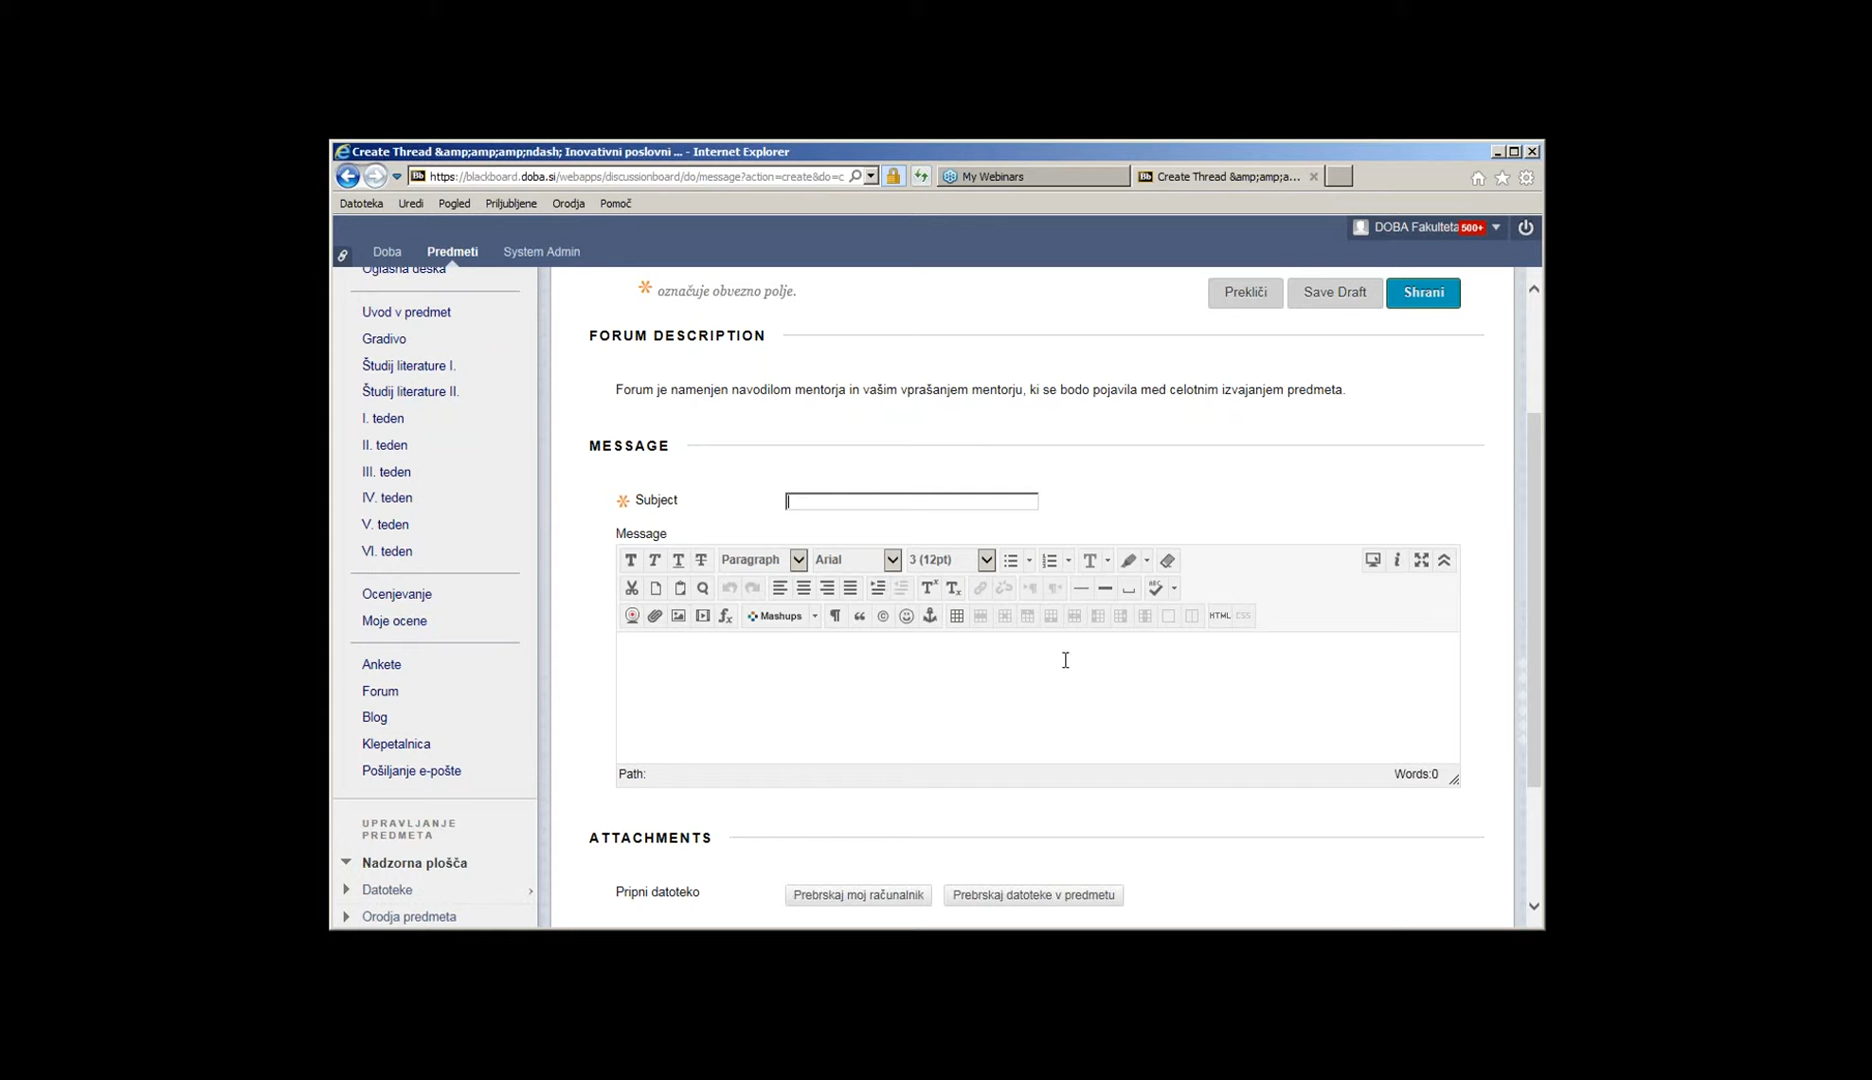 Create Thread &amp;amp;amp;ndash; Inovativni poslovni ... - Internet Explorer
https://blackboard.doba.si/webapps/discussionboard/do/message?action=create&do=c
My Webinars
Create Thread &amp;amp;a...
Datoteka Uredi Pogled Priljubljene Orodja Pomoč
DOBA Fakulteta 500+
Doba Predmeti System Admin
Oglasna deska
Uvod v predmet
Gradivo
Študij literature I.
Študij literature II.
I. teden
II. teden
III. teden
IV. teden
V. teden
VI. teden
Ocenjevanje
Moje ocene
Ankete
Forum
Blog
Klepetalnica
Pošiljanje e-pošte
UPRAVLJANJE
PREDMETA
Nadzorna plošča
Datoteke
Orodja predmeta
označuje obvezno polje.
Prekliči Save Draft Shrani
FORUM DESCRIPTION
Forum je namenjen navodilom mentorja in vašim vprašanjem mentorju, ki se bodo pojavila med celotnim izvajanjem predmeta.
MESSAGE
Subject
Message
Paragraph Arial 3 (12pt)
Mashups HTML CSS
Path: Words:0
ATTACHMENTS
Pripni datoteko Prebrskaj moj računalnik Prebrskaj datoteke v predmetu